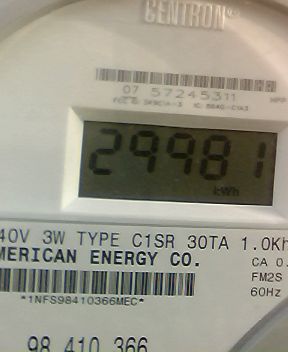 CENTRON®
07 57245311
29981
kWh
40V 3W TYPE C1SR 30TA 1.0Kh
MERICAN ENERGY CO.
CA 0.
FM2S
60Hz
*1NFS98410366MEC*
98 410 366